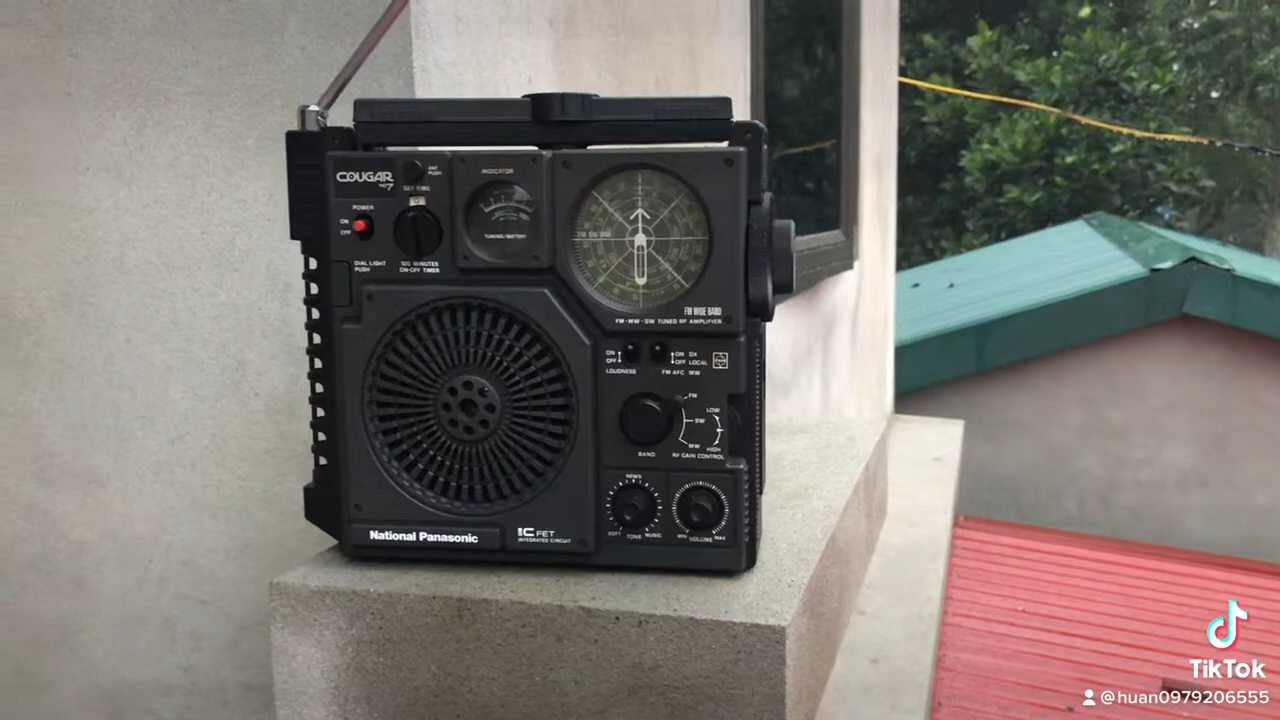 COUGAR
No7
ANT
PUSH
SET TIME
INDICATOR
POWER
ON
OFF
TUNING/BATTERY
DIAL LIGHT
PUSH
120 MINUTES
ON-OFF TIMER
FM WIDE BAND
FM-MW-SW TUNED RF AMPLIFIER
ON
OFF
LOUDNESS
ON DX
OFF LOCAL
FM AFC MW
FM
SW
MW
LOW
HIGH
BAND
RF GAIN CONTROL
NEWS
SOFT TONE MUSIC
MIN VOLUME MAX
National Panasonic
IC FET
INTEGRATED CIRCUIT
TikTok
@huan0979206555